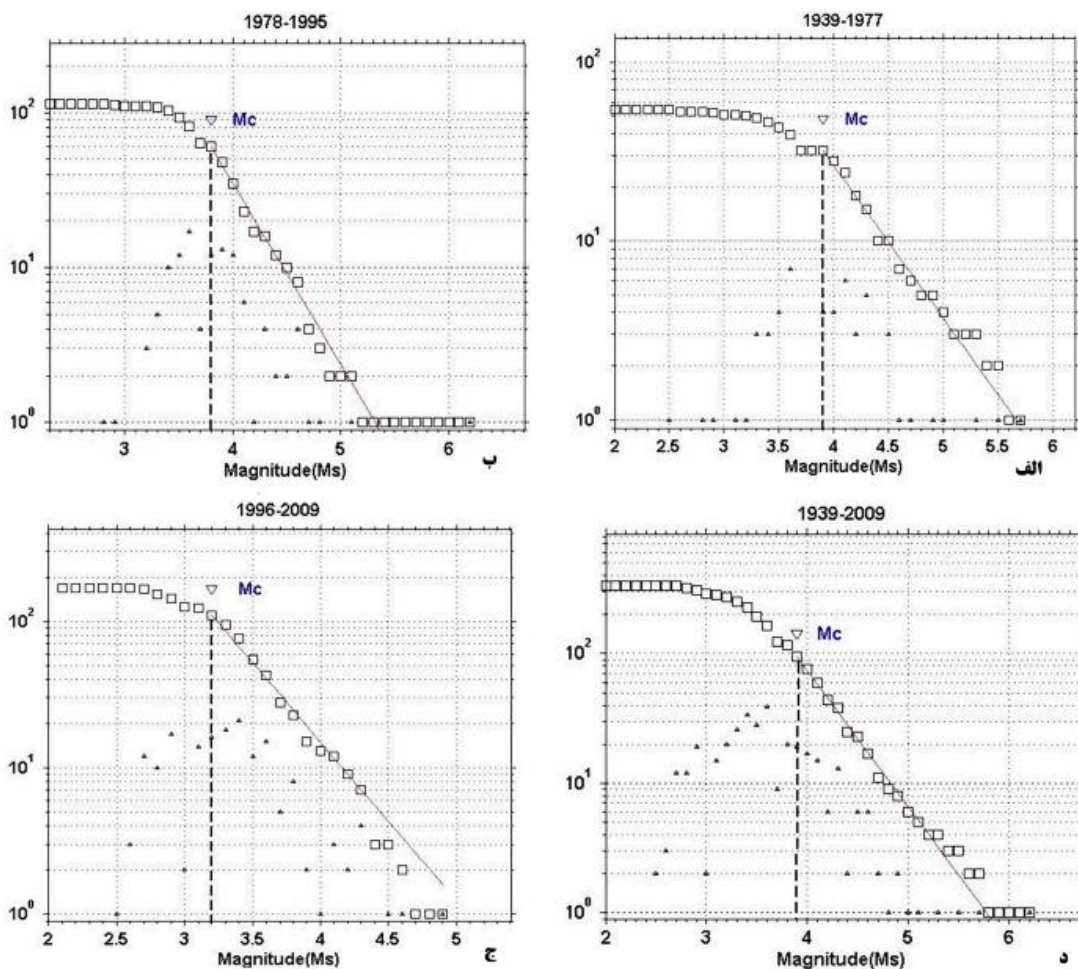 1978-1995
10²
10¹
10⁰
Mc
3 4 5 6
Magnitude(Ms)
ب
1939-1977
10²
10¹
10⁰
Mc
2 2.5 3 3.5 4 4.5 5 5.5 6
Magnitude(Ms)
الف
1996-2009
10²
10¹
10⁰
Mc
2 2.5 3 3.5 4 4.5 5
Magnitude(Ms)
ج
1939-2009
10²
10¹
10⁰
Mc
2 3 4 5 6
Magnitude(Ms)
د